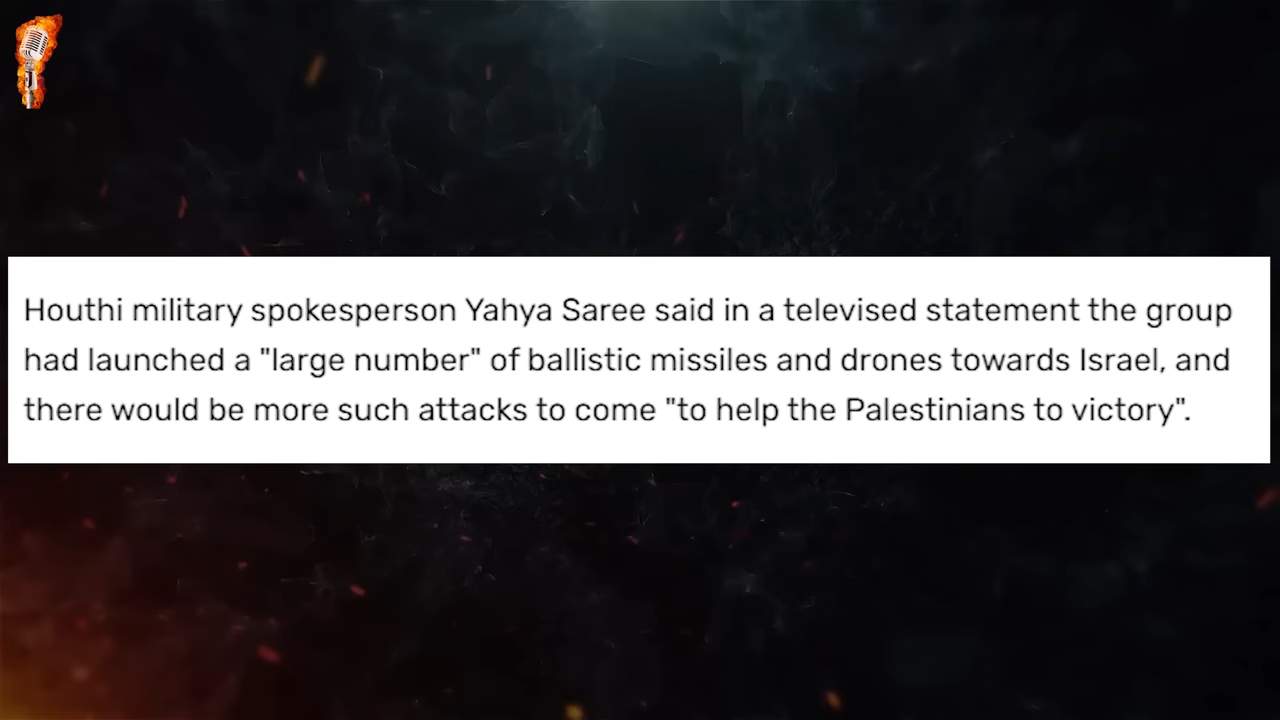 Houthi military spokesperson Yahya Saree said in a televised statement the group
had launched a "large number" of ballistic missiles and drones towards Israel, and
there would be more such attacks to come "to help the Palestinians to victory".